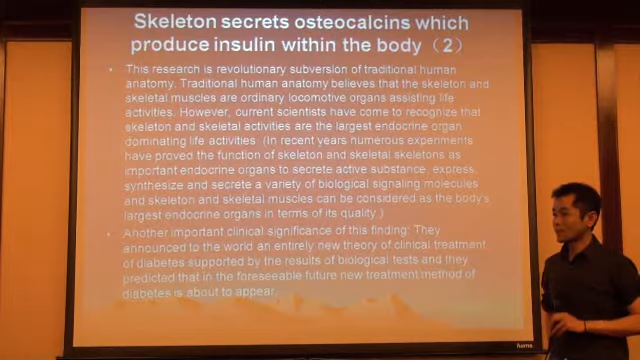 Skeleton secrets osteocalcins which
produce insulin within the body（2）
• This research is revolutionary subversion of traditional human
anatomy. Traditional human anatomy believes that the skeleton and
skeletal muscles are ordinary locomotive organs assisting life
activities. However, current scientists have come to recognize that
skeleton and skeletal activities are the largest endocrine organ
dominating life activities (In recent years numerous experiments
have proved the function of skeleton and skeletal skeletons as
important endocrine organs to secrete active substance, express,
synthesize and secrete a variety of biological signaling molecules
and skeleton and skeletal muscles can be considered as the body's
largest endocrine organs in terms of its quality.)
• Another important clinical significance of this finding: They
announced to the world an entirely new theory of clinical treatment
of diabetes supported by the results of biological tests and they
predicted that in the foreseeable future new treatment method of
diabetes is about to appear.
hama